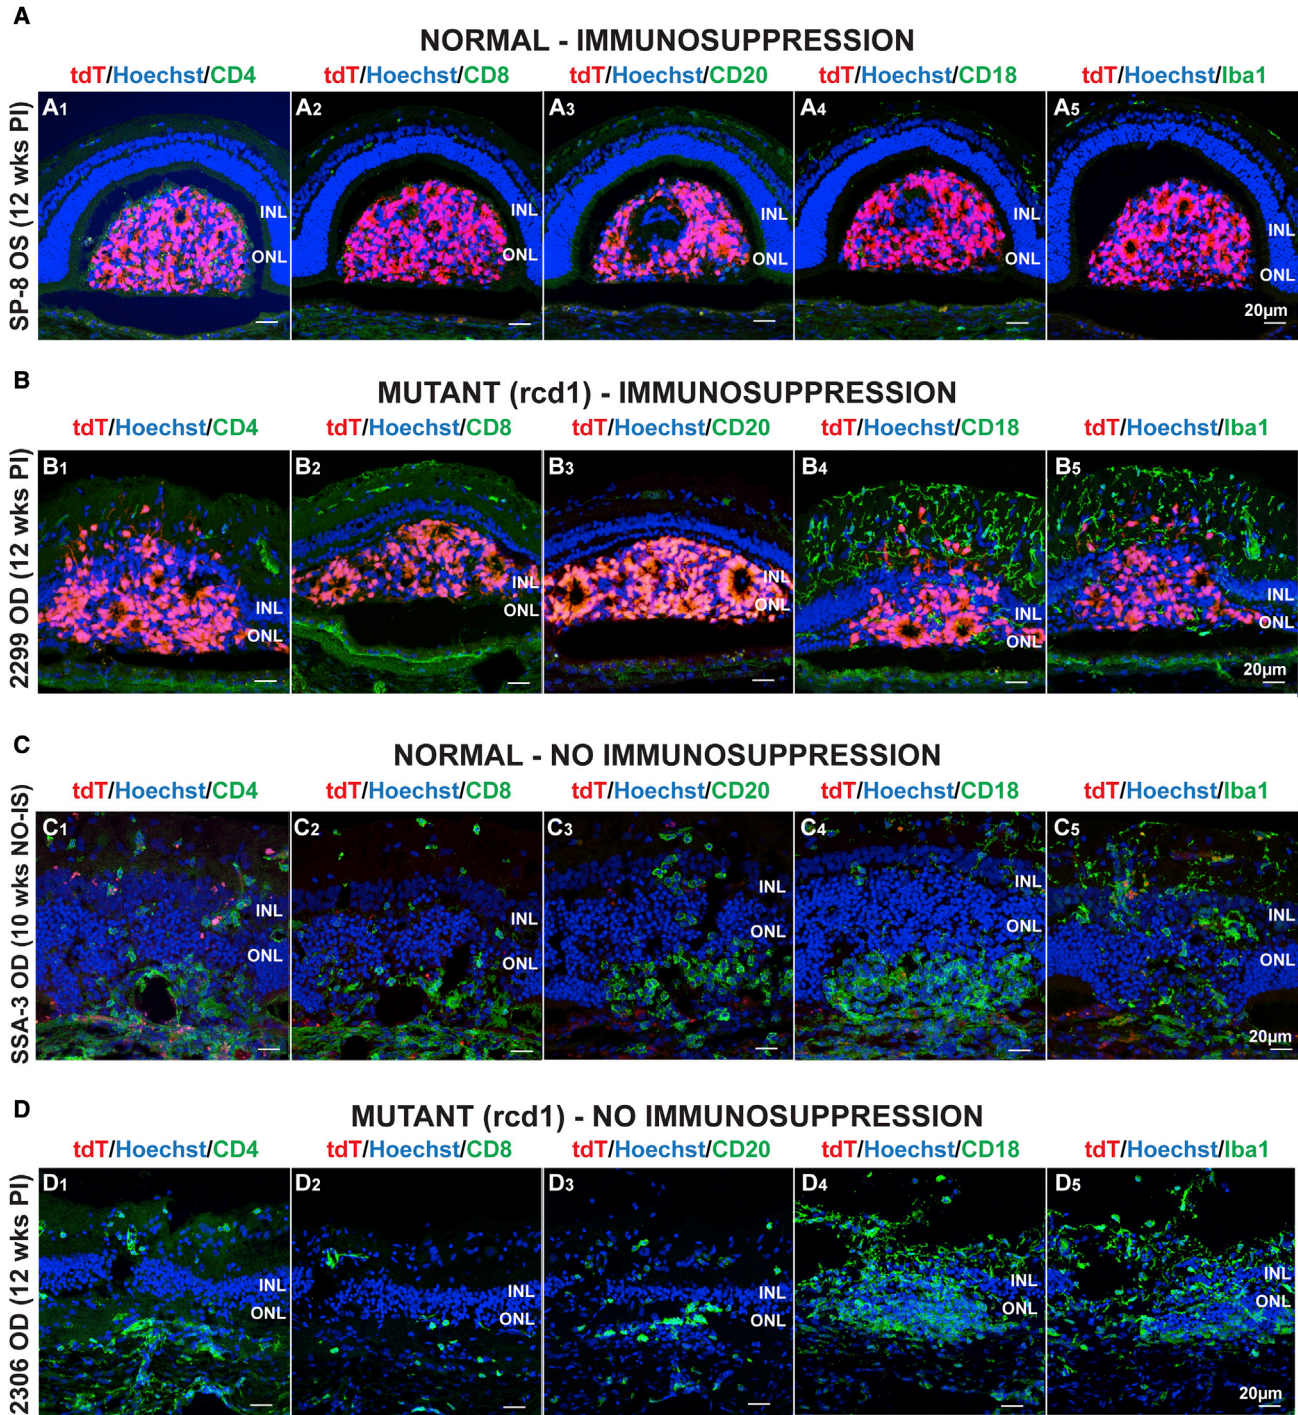 A
NORMAL - IMMUNOSUPPRESSION
tdT/Hoechst/CD4 tdT/Hoechst/CD8 tdT/Hoechst/CD20 tdT/Hoechst/CD18 tdT/Hoechst/Iba1
SP-8 OS (12 wks PI)
A1 A2 A3 A4 A5
INL INL INL INL INL
ONL ONL ONL ONL ONL
20µm
B
MUTANT (rcd1) - IMMUNOSUPPRESSION
tdT/Hoechst/CD4 tdT/Hoechst/CD8 tdT/Hoechst/CD20 tdT/Hoechst/CD18 tdT/Hoechst/Iba1
2299 OD (12 wks PI)
B1 B2 B3 B4 B5
INL INL INL INL INL
ONL ONL ONL ONL ONL
20µm
C
NORMAL - NO IMMUNOSUPPRESSION
tdT/Hoechst/CD4 tdT/Hoechst/CD8 tdT/Hoechst/CD20 tdT/Hoechst/CD18 tdT/Hoechst/Iba1
SSA-3 OD (10 wks NO-IS)
C1 C2 C3 C4 C5
INL INL INL INL INL
ONL ONL ONL ONL ONL
20µm
D
MUTANT (rcd1) - NO IMMUNOSUPPRESSION
tdT/Hoechst/CD4 tdT/Hoechst/CD8 tdT/Hoechst/CD20 tdT/Hoechst/CD18 tdT/Hoechst/Iba1
2306 OD (12 wks PI)
D1 D2 D3 D4 D5
INL INL INL INL INL
ONL ONL ONL ONL ONL
20µm